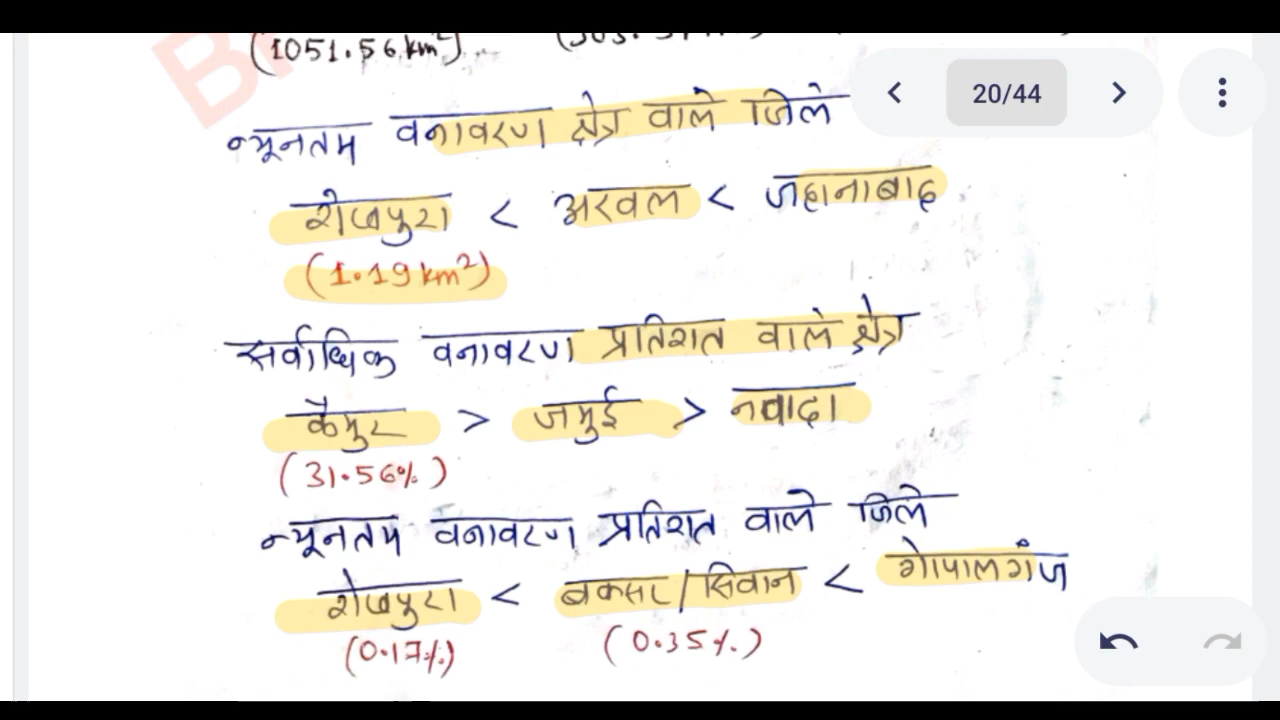 (1051.56 km²)
20/44
न्यूनतम वनावरण क्षेत्र वाले जिले
शेखपुरा < अरवल < जहानाबाद
(1.19 km²)
सर्वाधिक वनावरण प्रतिशत वाले क्षेत्र
कैमुर > जमुई > नवादा
(31.56%)
न्यूनतम वनावरण प्रतिशत वाले जिले
शेखपुरा < बक्सर/सिवान < गोपालगंज
(0.17%) (0.35%)